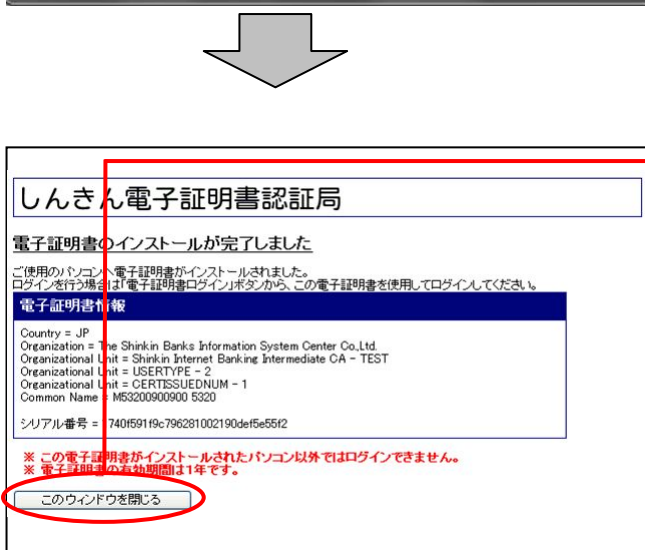 しんきん電子証明書認証局
電子証明書のインストールが完了しました
ご使用のパソコンへ電子証明書がインストールされました。
ログインを行う場合は「電子証明書ログイン」ボタンから、この電子証明書を使用してログインしてください。
電子証明書情報
Country = JP
Organization = The Shinkin Banks Information System Center Co.,Ltd.
Organizational Unit = Shinkin Internet Banking Intermediate CA - TEST
Organizational Unit = USERTYPE - 2
Organizational Unit = CERTISSUEDNUM - 1
Common Name = M53200900900 5320
シリアル番号 = 740f591f9c796281002190def5e55f2
※ この電子証明書がインストールされたパソコン以外ではログインできません。
※ 電子証明書の有効期間は1年です。
このウィンドウを閉じる